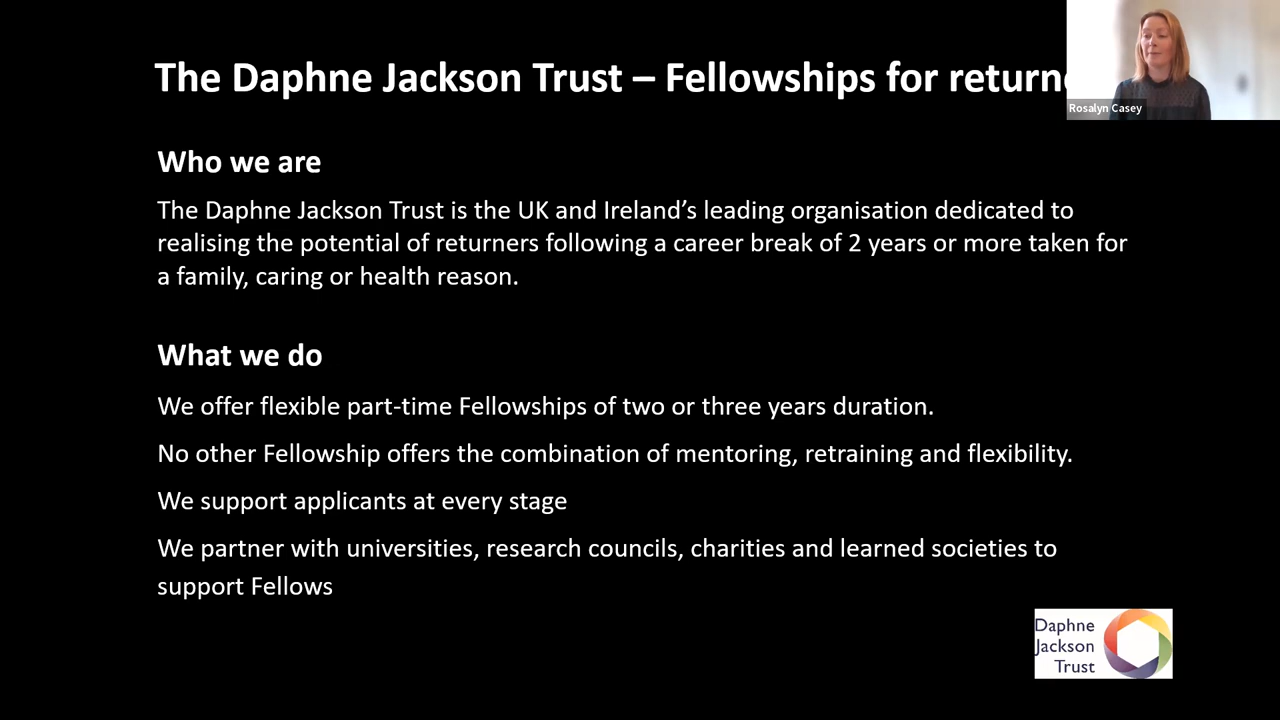 The Daphne Jackson Trust – Fellowships for
Rosalyn Casey
Who we are
The Daphne Jackson Trust is the UK and Ireland’s leading organisation dedicated to
realising the potential of returners following a career break of 2 years or more taken for
a family, caring or health reason.
What we do
We offer flexible part-time Fellowships of two or three years duration.
No other Fellowship offers the combination of mentoring, retraining and flexibility.
We support applicants at every stage
We partner with universities, research councils, charities and learned societies to
support Fellows
Daphne
Jackson
Trust